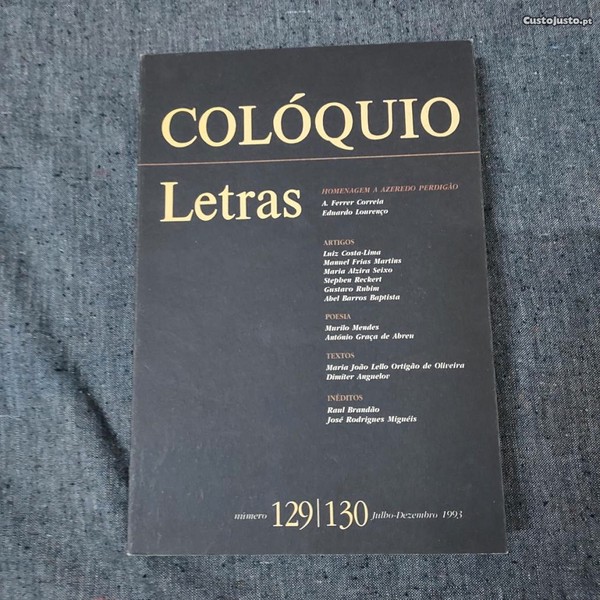 CustoJusto.pt
COLÓQUIO
Letras
HOMENAGEM A AZEREDO PERDIGÃO
A. Ferrer Correia
Eduardo Lourenço
ARTIGOS
Luiz Costa-Lima
Manuel Frias Martins
Maria Alzira Seixo
Stephen Reckert
Gustavo Rubim
Abel Barros Baptista
POESIA
Murilo Mendes
António Graça de Abreu
TEXTOS
Maria João Lello Ortigão de Oliveira
Dimíter Ánguelov
INÉDITOS
Raul Brandão
José Rodrigues Miguéis
número 129|130 Julho-Dezembro 1993